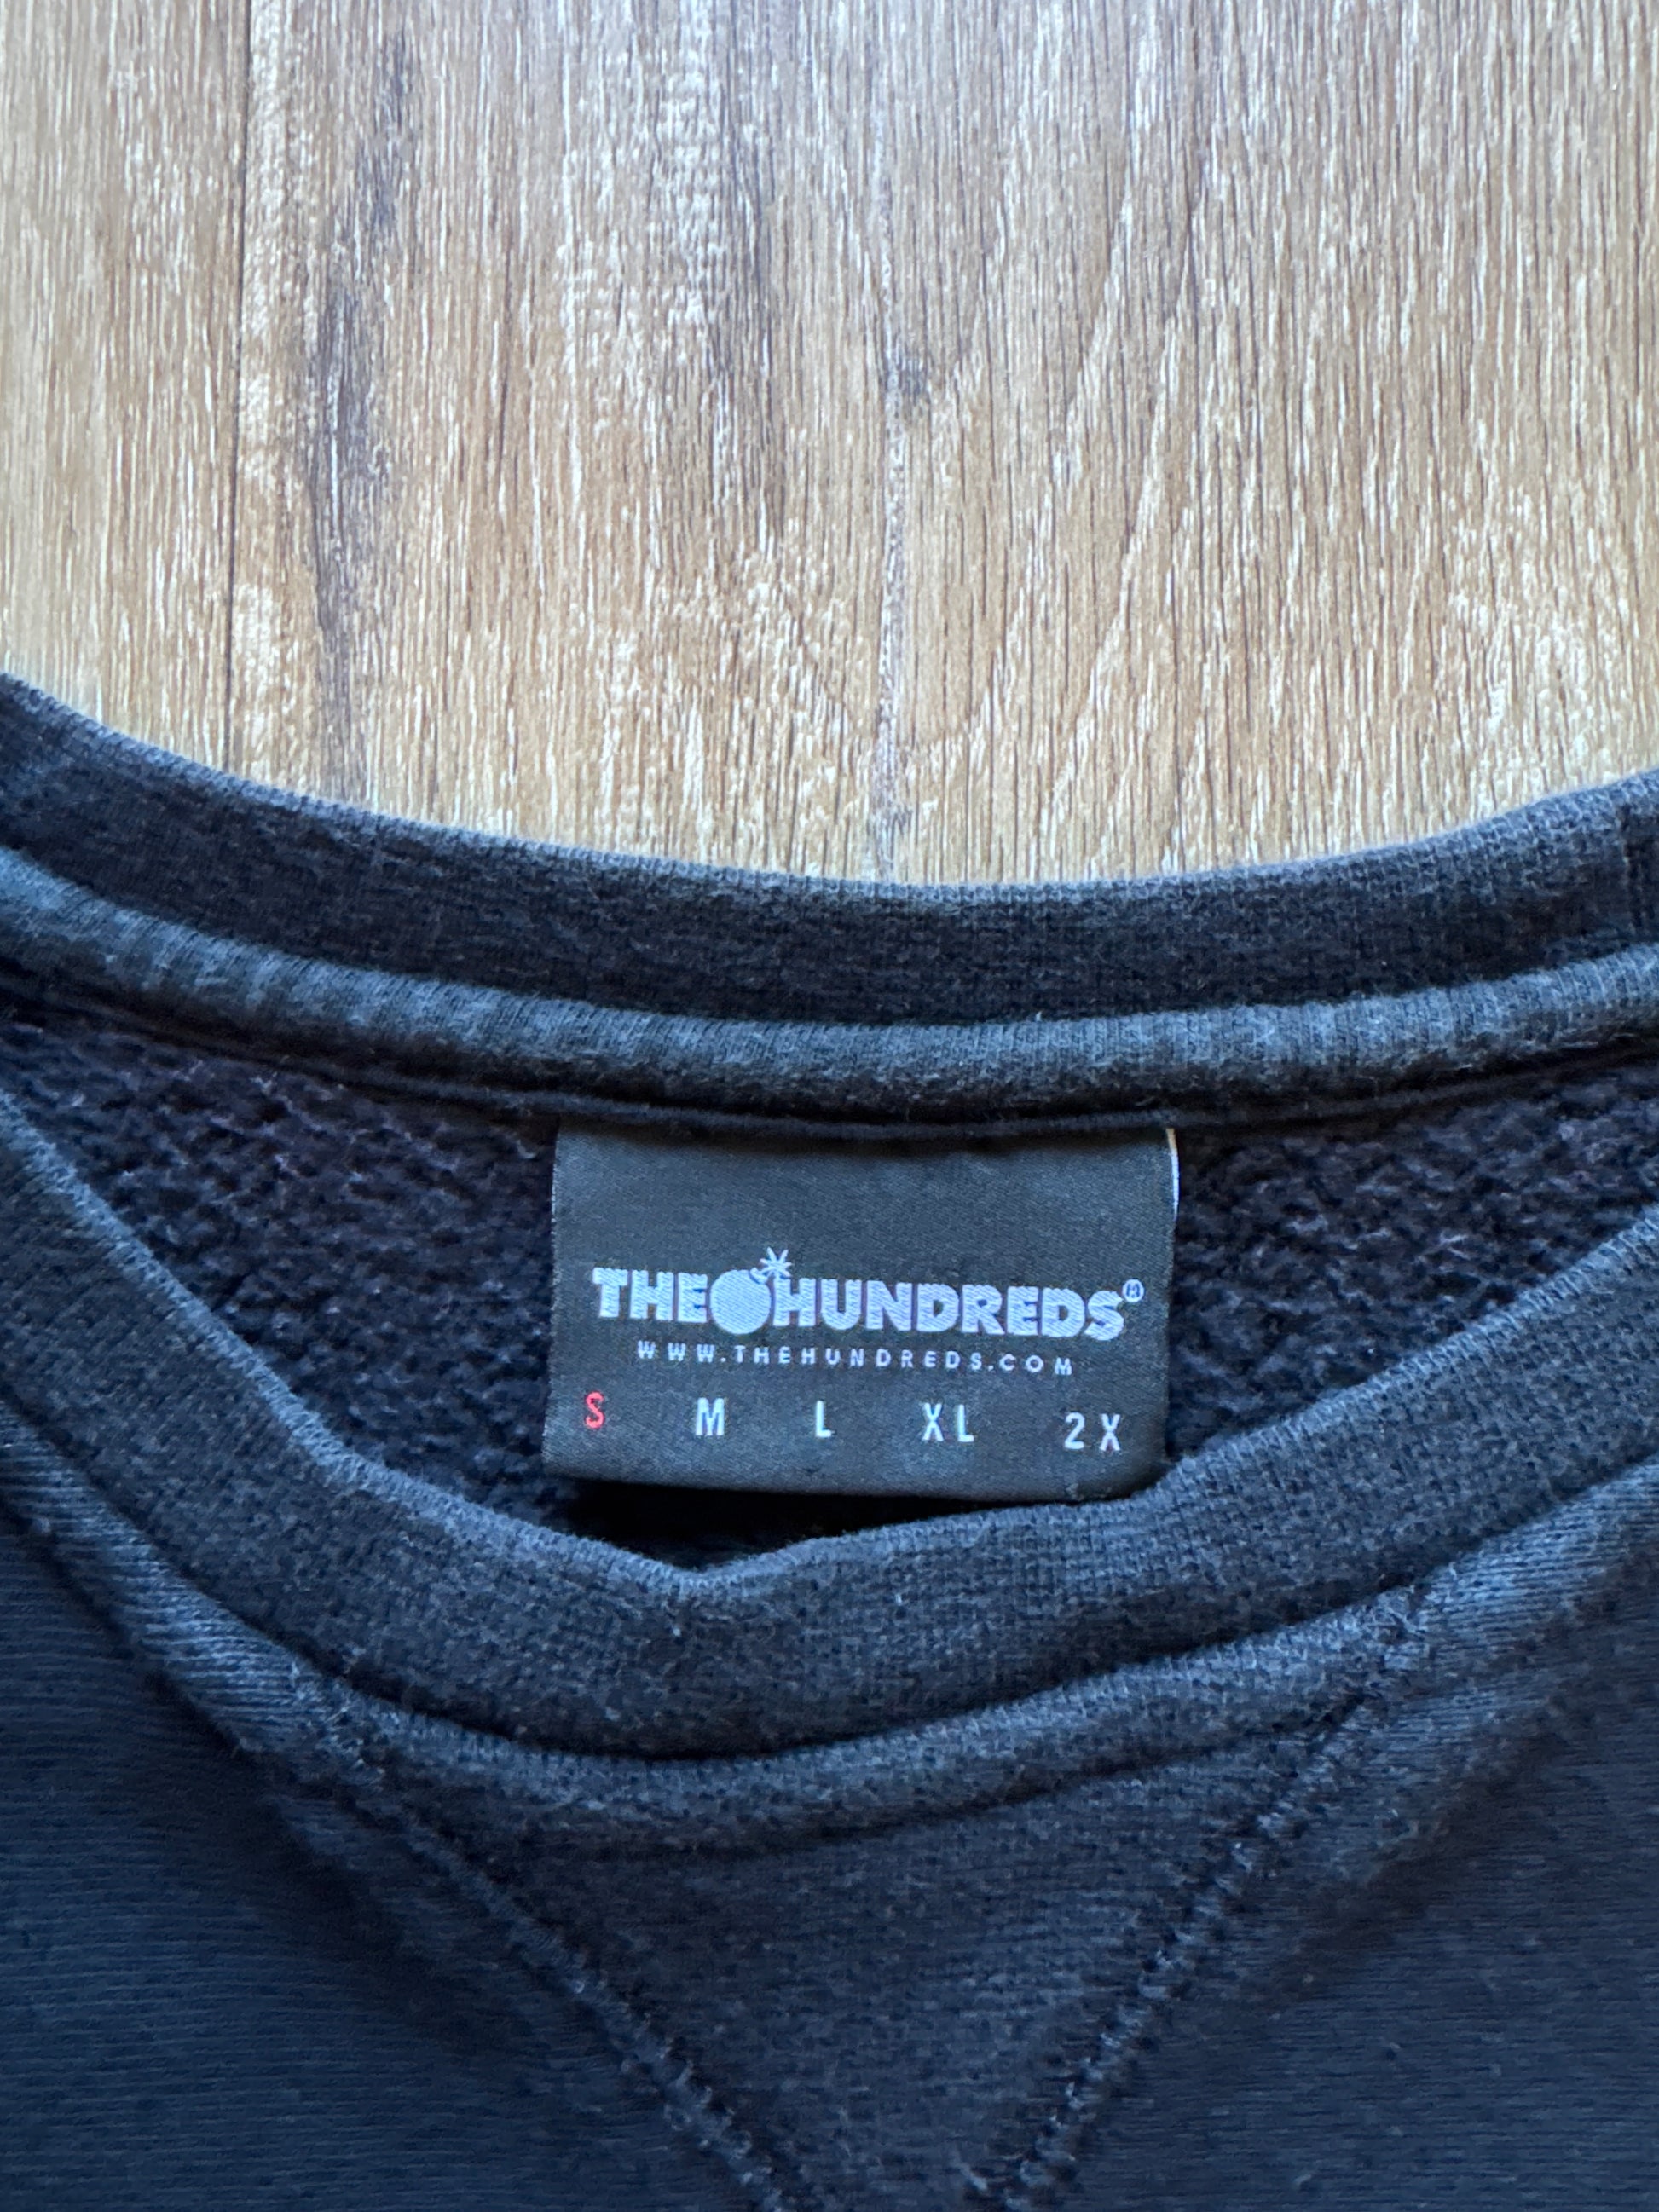 THE HUNDREDS®
WWW.THEHUNDREDS.COM
S M L XL 2X